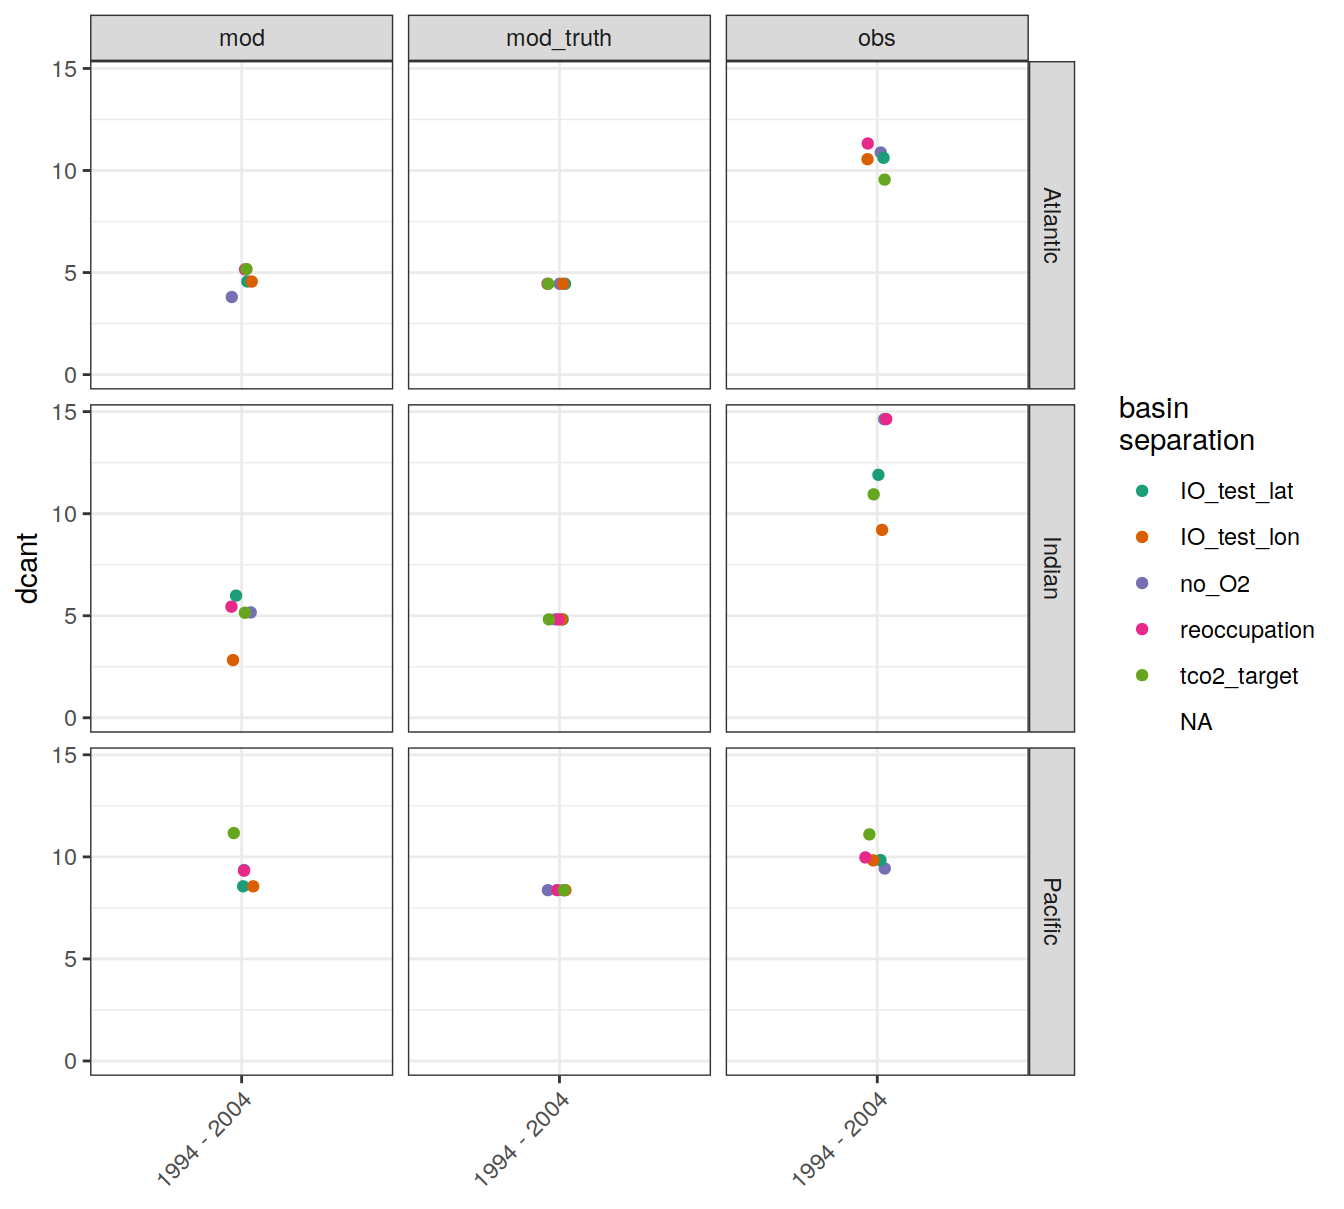 mod
mod_truth
obs
15
10
5
0
Atlantic
15
10
5
0
Indian
15
10
5
0
Pacific
dcant
1994 - 2004
1994 - 2004
1994 - 2004
basin
separation
IO_test_lat
IO_test_lon
no_O2
reoccupation
tco2_target
NA